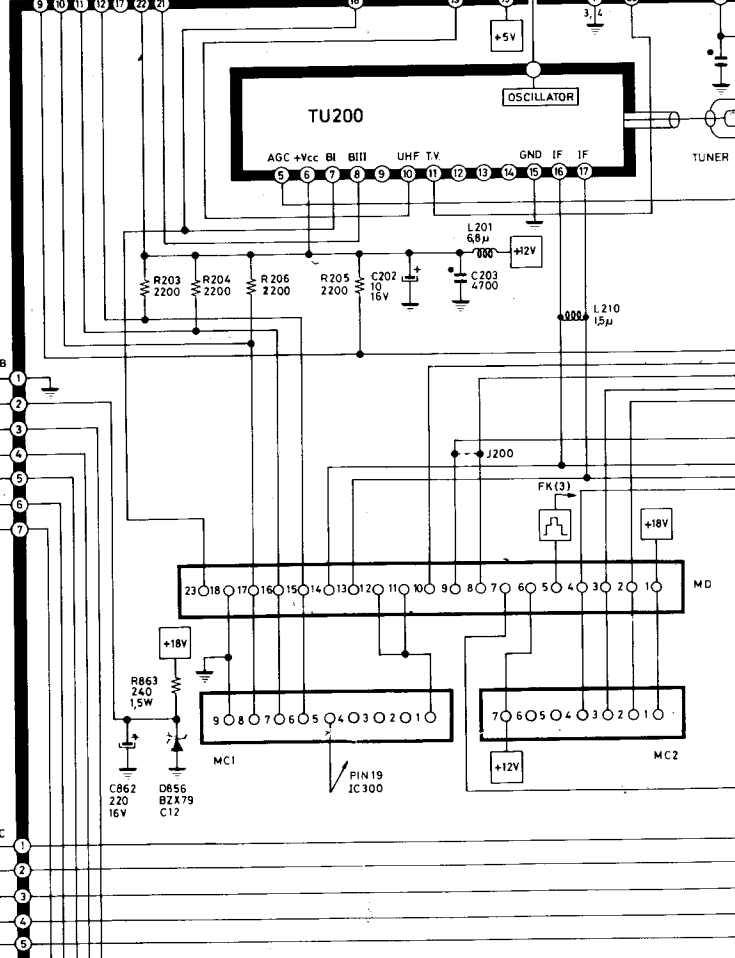 9 10 11 12 17 22 21
18
19
15
3,4
+5V
OSCILLATOR
TU200
TUNER
AGC +Vcc BI BIII UHF T.V. GND IF IF
5 6 7 8 9 10 11 12 13 14 15 16 17
L201
6,8µ
+12V
R203
2200
R204
2200
R206
2200
R205
2200
C202
10
16V
C203
4700
L210
1,5µ
B
1
2
3
4
5
6
7
J200
FK(3)
+18V
23 18 17 16 15 14 13 12 11 10 9 8 7 6 5 4 3 2 1
MD
+18V
R863
240
1,5W
9 8 7 6 5 4 3 2 1
MC1
7 6 5 4 3 2 1
MC2
+12V
PIN 19
IC300
C862
220
16V
D856
BZX79
C12
C
1
2
3
4
5